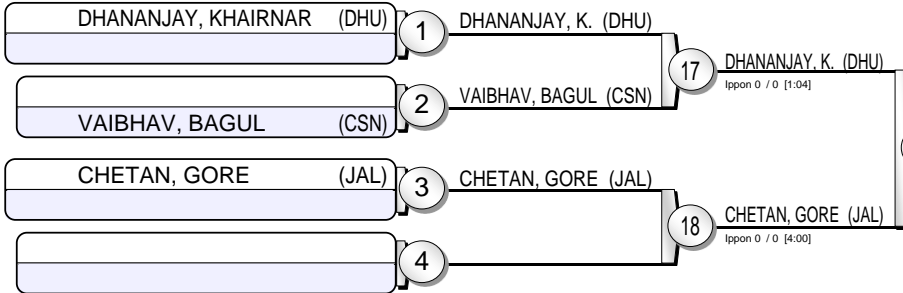 DHANANJAY, KHAIRNAR (DHU)
1
DHANANJAY, K. (DHU)
17
DHANANJAY, K. (DHU)
Ippon 0 / 0 [1:04]
2
VAIBHAV, BAGUL (CSN)
VAIBHAV, BAGUL (CSN)
CHETAN, GORE (JAL)
3
CHETAN, GORE (JAL)
18
CHETAN, GORE (JAL)
Ippon 0 / 0 [4:00]
4